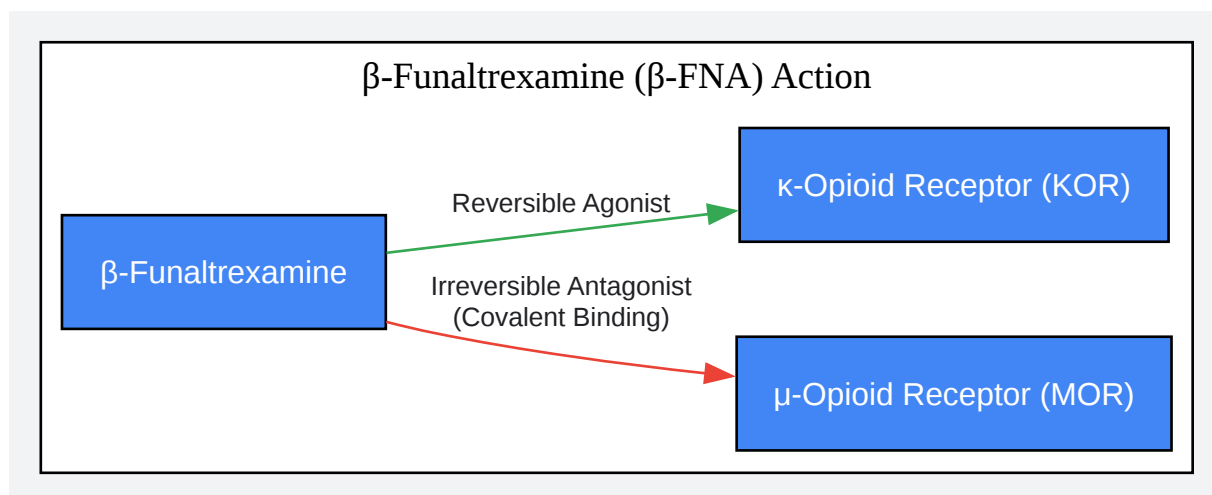 β-Funaltrexamine (β-FNA) Action
κ-Opioid Receptor (KOR)
Reversible Agonist
β-Funaltrexamine
Irreversible Antagonist
(Covalent Binding)
μ-Opioid Receptor (MOR)